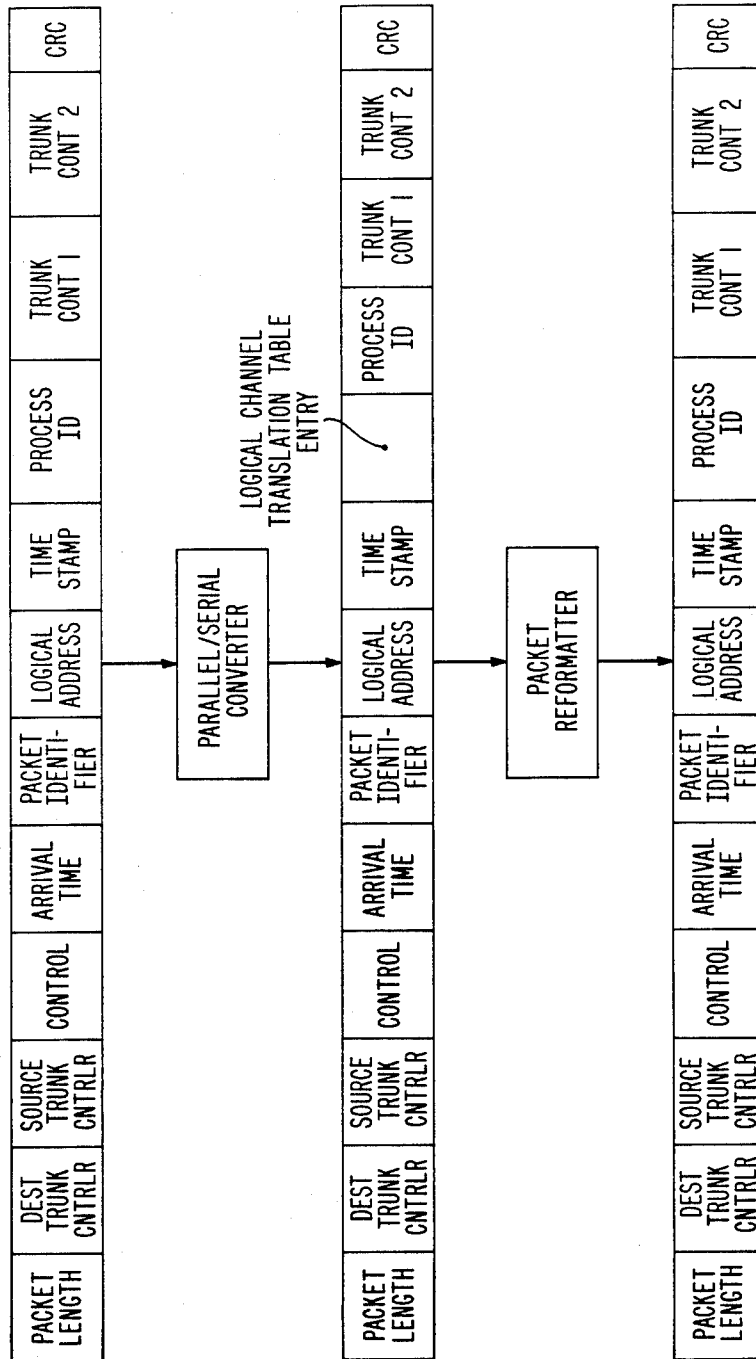 PACKET
LENGTH
DEST
TRUNK
CNTRLR
SOURCE
TRUNK
CNTRLR
CONTROL
ARRIVAL
TIME
PACKET
IDENTI-
FIER
LOGICAL
ADDRESS
TIME
STAMP
PROCESS
ID
TRUNK
CONT 1
TRUNK
CONT 2
CRC
PARALLEL/SERIAL
CONVERTER
LOGICAL CHANNEL
TRANSLATION TABLE
ENTRY
PACKET
LENGTH
DEST
TRUNK
CNTRLR
SOURCE
TRUNK
CNTRLR
CONTROL
ARRIVAL
TIME
PACKET
IDENTI-
FIER
LOGICAL
ADDRESS
TIME
STAMP
PROCESS
ID
TRUNK
CONT 1
TRUNK
CONT 2
CRC
PACKET
REFORMATTER
PACKET
LENGTH
DEST
TRUNK
CNTRLR
SOURCE
TRUNK
CNTRLR
CONTROL
ARRIVAL
TIME
PACKET
IDENTI-
FIER
LOGICAL
ADDRESS
TIME
STAMP
PROCESS
ID
TRUNK
CONT 1
TRUNK
CONT 2
CRC